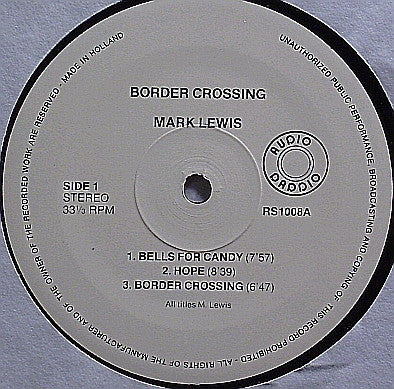 BORDER CROSSING
MARK LEWIS
AUDIO
DADDIO
SIDE 1
STEREO
33⅓ RPM
RS1008A
1. BELLS FOR CANDY (7'57)
2. HOPE (8'39)
3. BORDER CROSSING (6'47)
All titles M. Lewis
UNAUTHORIZED PUBLIC PERFORMANCE, BROADCASTING AND COPYING OF THIS RECORD PROHIBITED - ALL RIGHTS OF THE MANUFACTURER AND OF THE OWNER OF THE RECORDED WORK ARE RESERVED - MADE IN HOLLAND